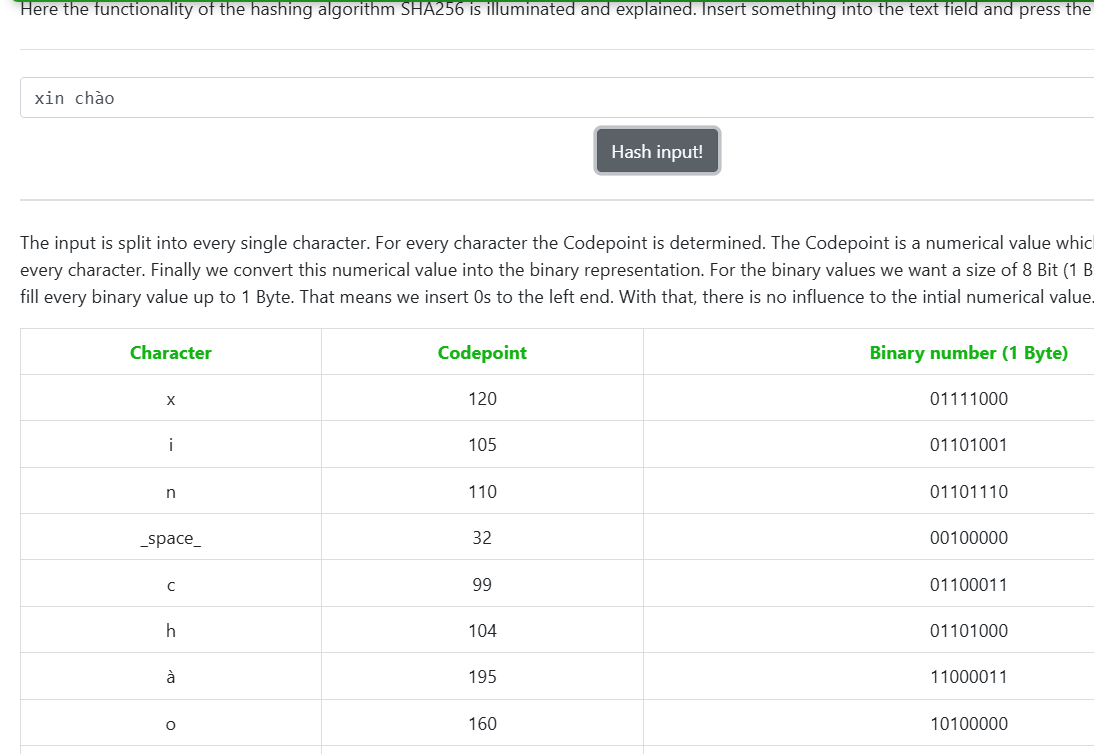 Here the functionality of the hashing algorithm SHA256 is illuminated and explained. Insert something into the text field and press the
xin chào
Hash input!
The input is split into every single character. For every character the Codepoint is determined. The Codepoint is a numerical value whic
every character. Finally we convert this numerical value into the binary representation. For the binary values we want a size of 8 Bit (1 B
fill every binary value up to 1 Byte. That means we insert 0s to the left end. With that, there is no influence to the intial numerical value.
Character Codepoint Binary number (1 Byte)
x 120 01111000
i 105 01101001
n 110 01101110
_space_ 32 00100000
c 99 01100011
h 104 01101000
à 195 11000011
o 160 10100000